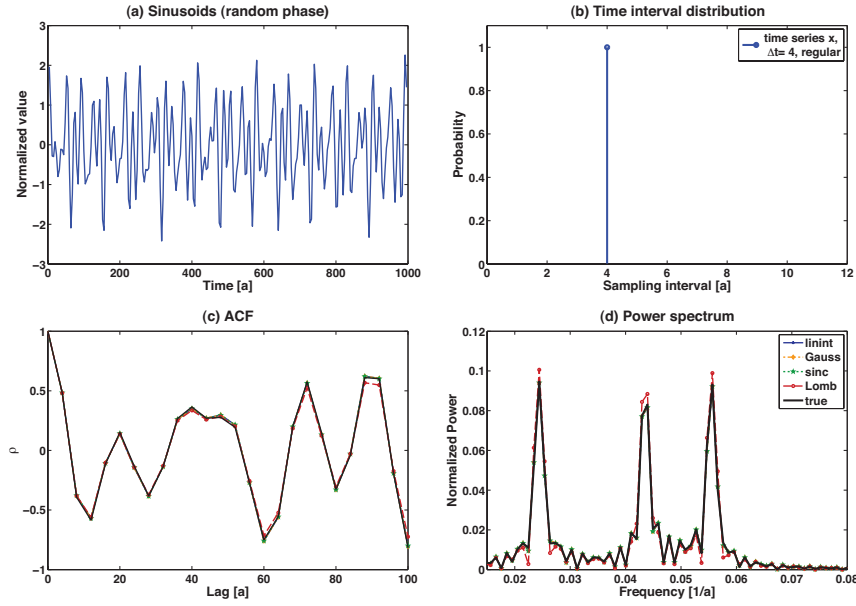 (a) Sinusoids (random phase)
3
2
1
0
−1
−2
−3
Normalized value
0
200
400
600
800
1000
Time [a]
(b) Time interval distribution
1
0.8
0.6
0.4
0.2
0
Probability
time series x,
Δt= 4, regular
0
2
4
6
8
10
12
Sampling interval [a]
(c) ACF
1
0.5
0
−0.5
−1
ρ
0
20
40
60
80
100
Lag [a]
(d) Power spectrum
0.12
0.1
0.08
0.06
0.04
0.02
0
Normalized Power
linint
Gauss
sinc
Lomb
true
0.02
0.03
0.04
0.05
0.06
0.07
0.08
Frequency [1/a]